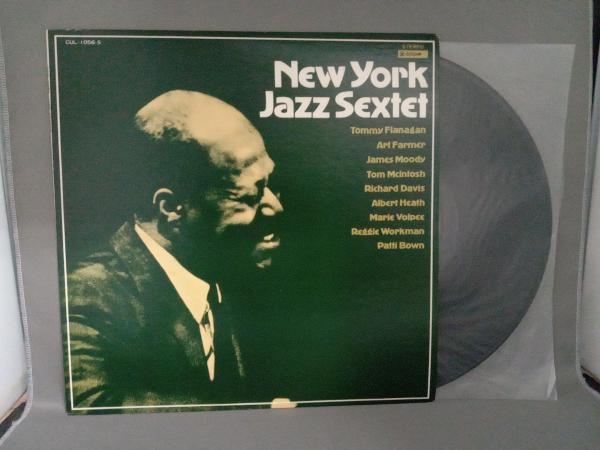 CUL-1056-S
STEREO
New York
Jazz Sextet
Tommy Flanagan
Art Farmer
James Moody
Tom McIntosh
Richard Davis
Albert Heath
Marie Volpee
Reggie Workman
Patti Bown